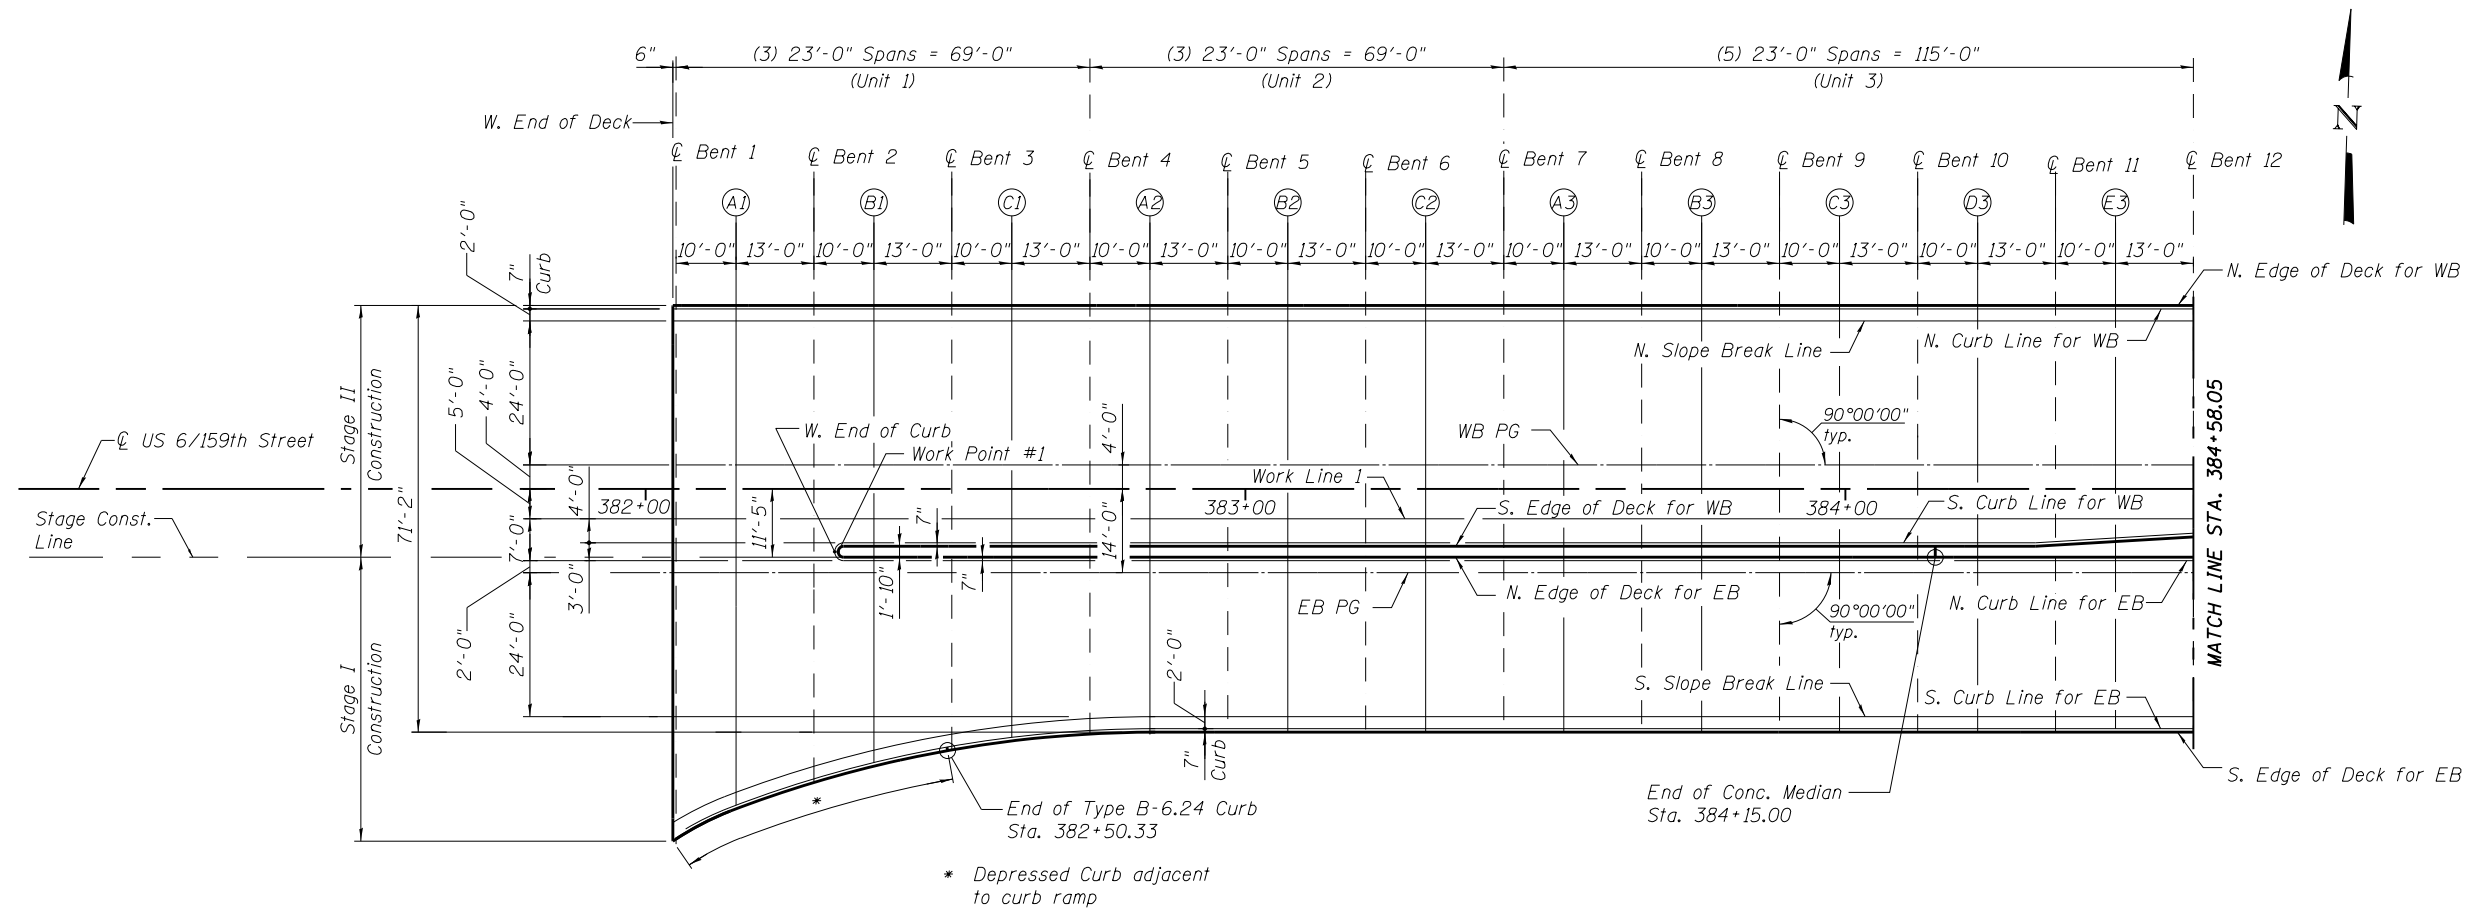 6" (3) 23'-0" Spans = 69'-0" (3) 23'-0" Spans = 69'-0" (5) 23'-0" Spans = 115'-0"
(Unit 1) (Unit 2) (Unit 3)
N
W. End of Deck
℄ Bent 1 ℄ Bent 2 ℄ Bent 3 ℄ Bent 4 ℄ Bent 5 ℄ Bent 6 ℄ Bent 7 ℄ Bent 8 ℄ Bent 9 ℄ Bent 10 ℄ Bent 11 ℄ Bent 12
A1 B1 C1 A2 B2 C2 A3 B3 C3 D3 E3
10'-0" 13'-0" 10'-0" 13'-0" 10'-0" 13'-0" 10'-0" 13'-0" 10'-0" 13'-0" 10'-0" 13'-0" 10'-0" 13'-0" 10'-0" 13'-0" 10'-0" 13'-0" 10'-0" 13'-0" 10'-0" 13'-0"
2'-0"
7"
Curb
N. Edge of Deck for WB
N. Slope Break Line
N. Curb Line for WB
Stage II
Construction
71'-2"
5'-0"
4'-0"
24'-0"
4'-0"
90°00'00"
typ.
℄ US 6/159th Street
W. End of Curb
Work Point #1
WB PG
Work Line 1
4'-0"
382+00
383+00
384+00
11'-5"
7"
14'-0"
S. Edge of Deck for WB
S. Curb Line for WB
MATCH LINE STA. 384+58.05
Stage Const.
Line
7'-0"
3'-0"
1'-10"
7"
EB PG
N. Edge of Deck for EB
90°00'00"
typ.
N. Curb Line for EB
2'-0"
24'-0"
2'-0"
Stage I
Construction
S. Slope Break Line
S. Curb Line for EB
7"
Curb
S. Edge of Deck for EB
*
End of Type B-6.24 Curb
Sta. 382+50.33
End of Conc. Median
Sta. 384+15.00
* Depressed Curb adjacent
to curb ramp